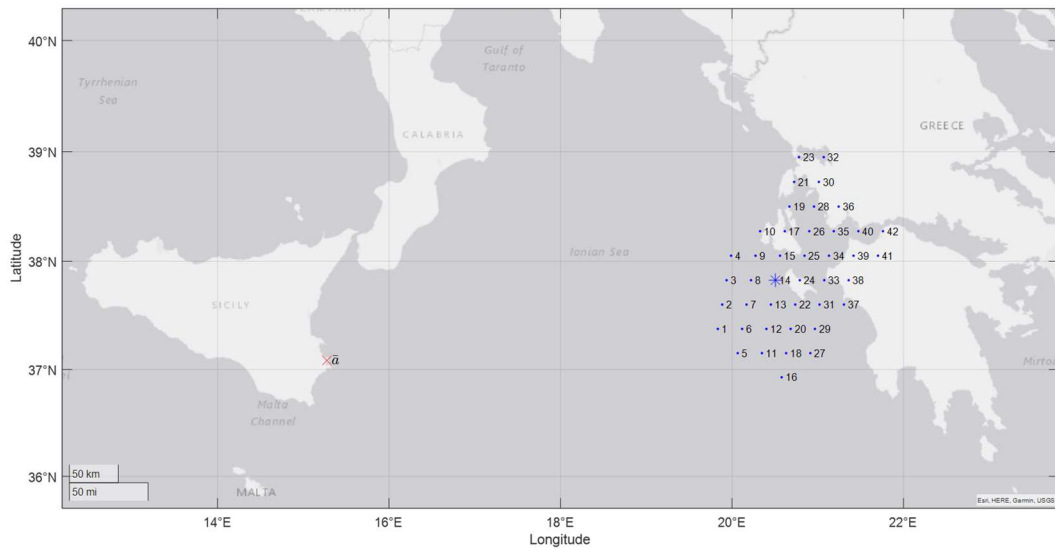 40°N
Gulf of
Taranto
Tyrrhenian
Sea
CALABRIA
GREECE
39°N
23 32
21 30
19 28 36
10 17 26 35 40 42
Ionian Sea
4 9 15 25 34 39 41
38°N
3 8 14 24 33 38
SICILY
2 7 13 22 31 37
1 6 12 20 29
5 11 18 27
ā
37°N
16
Malta
Channel
36°N
50 km
50 mi
MALTA
Esri, HERE, Garmin, USGS
14°E 16°E 18°E 20°E 22°E
Longitude
Latitude